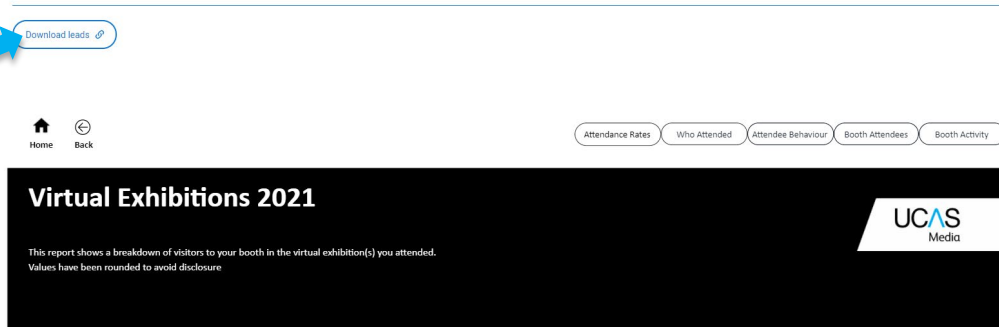 Download leads
Home
Back
Attendance Rates
Who Attended
Attendee Behaviour
Booth Attendees
Booth Activity
Virtual Exhibitions 2021
UCAS
Media
This report shows a breakdown of visitors to your booth in the virtual exhibition(s) you attended.
Values have been rounded to avoid disclosure